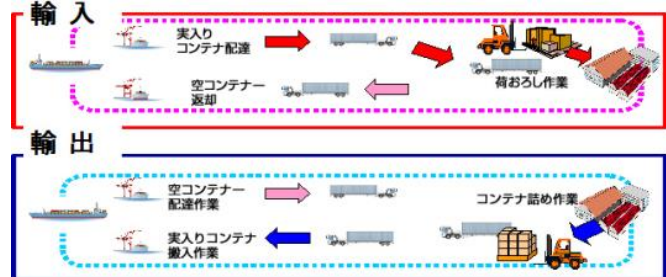 輸 入
実入り
コンテナ配達
荷おろし作業
空コンテナー
返却
輸 出
空コンテナー
配達作業
コンテナ詰め作業
実入りコンテナ
搬入作業